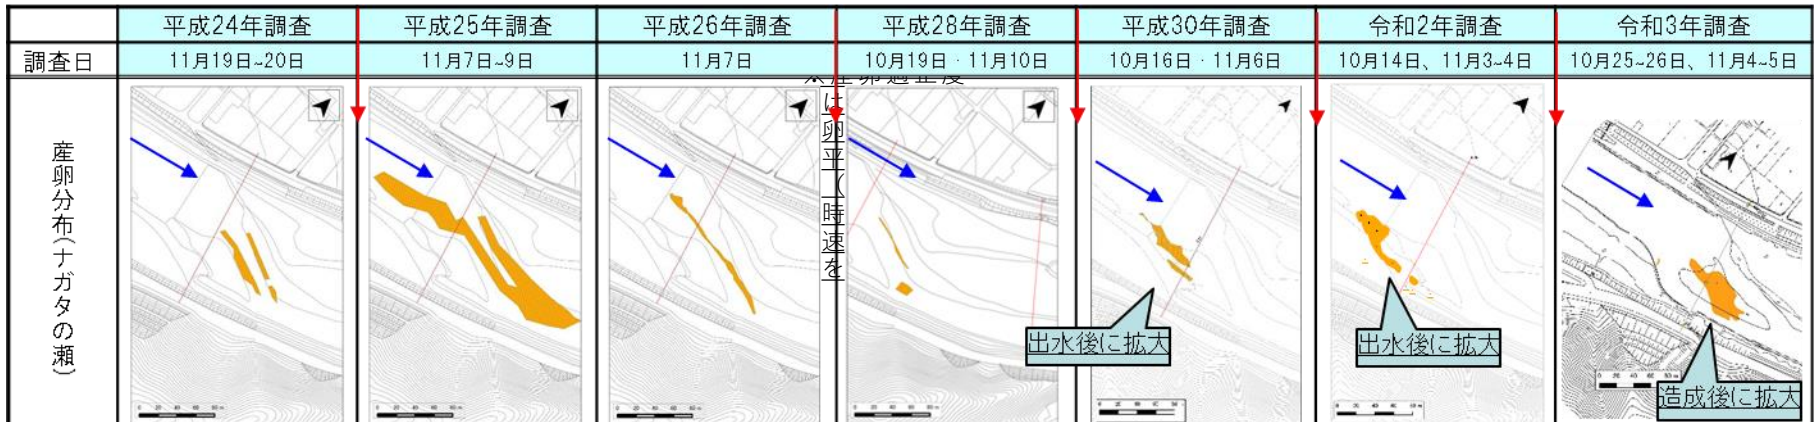 平成24年調査 平成25年調査 平成26年調査 平成28年調査 平成30年調査 令和2年調査 令和3年調査
調査日 11月19日~20日 11月7日~9日 11月7日 10月19日・11月10日 10月16日・11月6日 10月14日、11月3~4日 10月25~26日、11月4~5日
は卵平(時速を
産卵分布(ナガタの瀬)
出水後に拡大
出水後に拡大
造成後に拡大